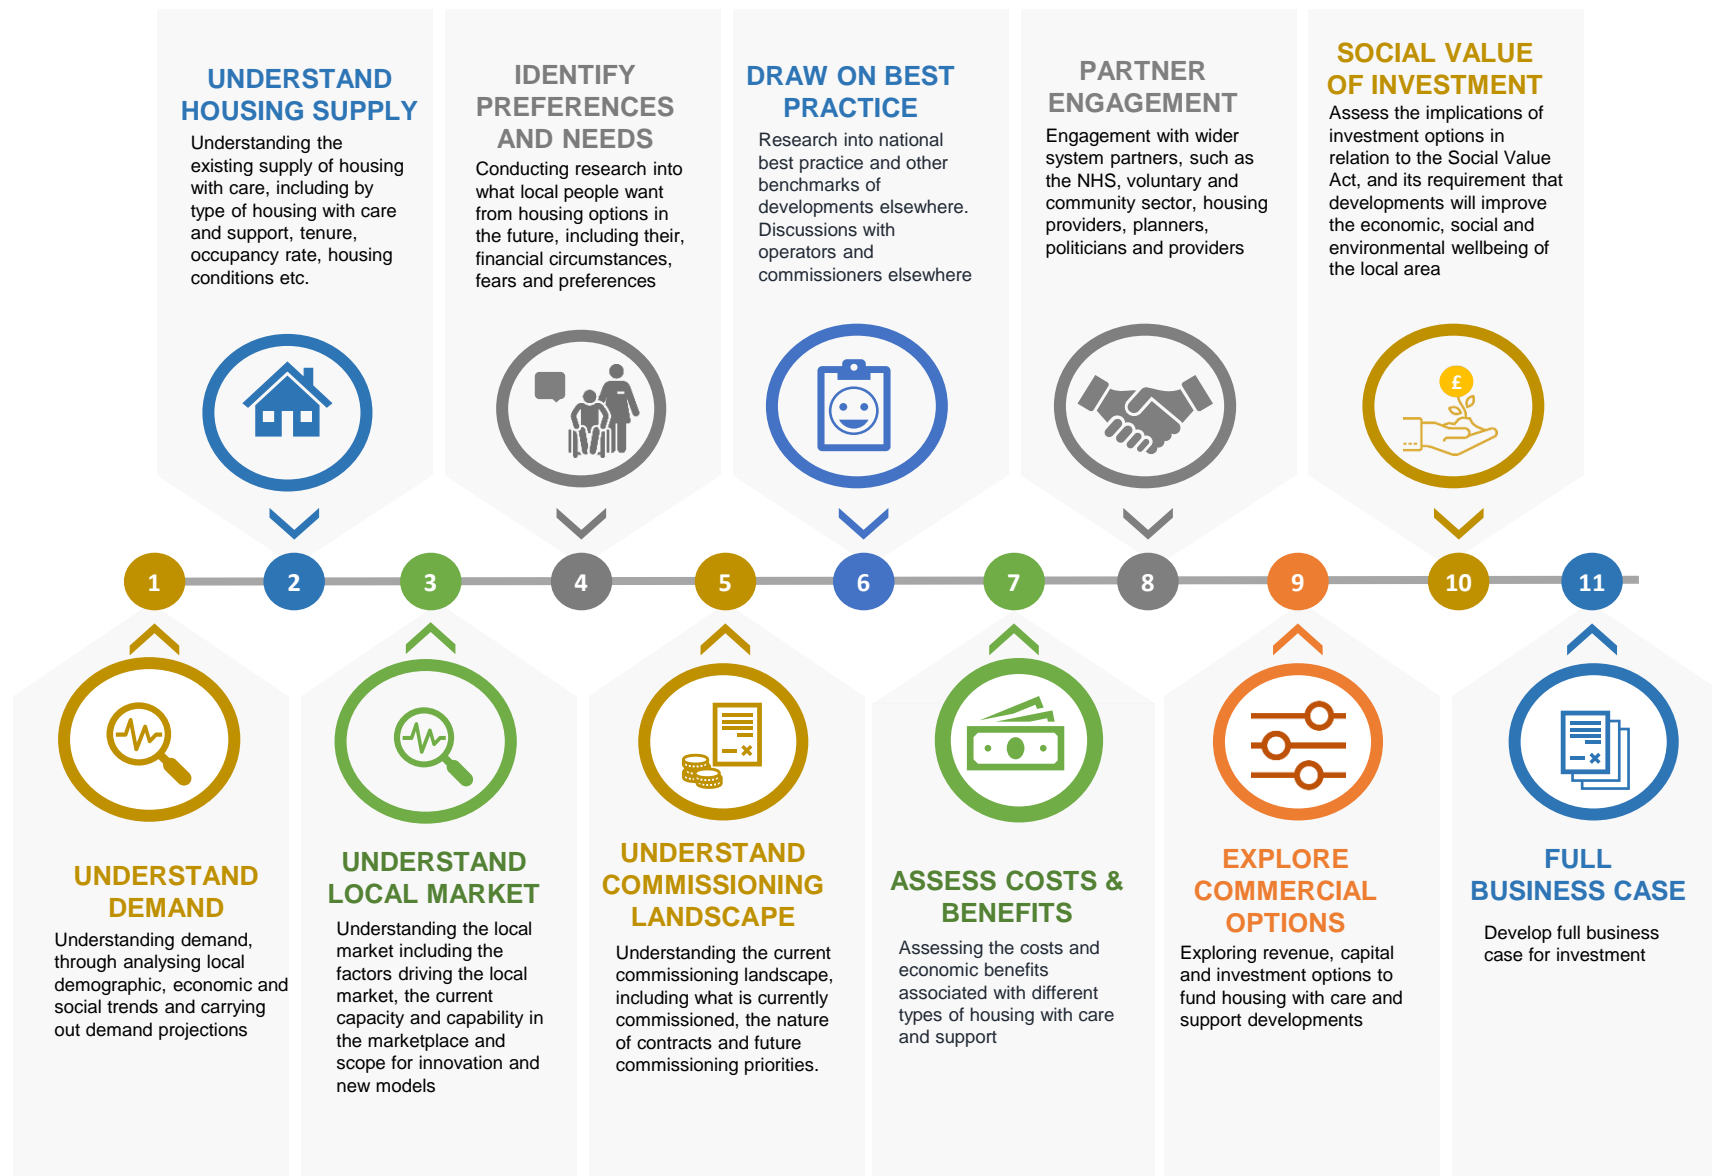 UNDERSTAND
HOUSING SUPPLY
Understanding the
existing supply of housing
with care, including by
type of housing with care
and support, tenure,
occupancy rate, housing
conditions etc.
IDENTIFY
PREFERENCES
AND NEEDS
Conducting research into
what local people want
from housing options in
the future, including their,
financial circumstances,
fears and preferences
DRAW ON BEST
PRACTICE
Research into national
best practice and other
benchmarks of
developments elsewhere.
Discussions with
operators and
commissioners elsewhere
PARTNER
ENGAGEMENT
Engagement with wider
system partners, such as
the NHS, voluntary and
community sector, housing
providers, planners,
politicians and providers
SOCIAL VALUE
OF INVESTMENT
Assess the implications of
investment options in
relation to the Social Value
Act, and its requirement that
developments will improve
the economic, social and
environmental wellbeing of
the local area
£
1 2 3 4 5 6 7 8 9 10 11
UNDERSTAND
DEMAND
Understanding demand,
through analysing local
demographic, economic and
social trends and carrying
out demand projections
UNDERSTAND
LOCAL MARKET
Understanding the local
market including the
factors driving the local
market, the current
capacity and capability in
the marketplace and
scope for innovation and
new models
UNDERSTAND
COMMISSIONING
LANDSCAPE
Understanding the current
commissioning landscape,
including what is currently
commissioned, the nature
of contracts and future
commissioning priorities.
ASSESS COSTS &
BENEFITS
Assessing the costs and
economic benefits
associated with different
types of housing with care
and support
EXPLORE
COMMERCIAL
OPTIONS
Exploring revenue, capital
and investment options to
fund housing with care and
support developments
FULL
BUSINESS CASE
Develop full business
case for investment